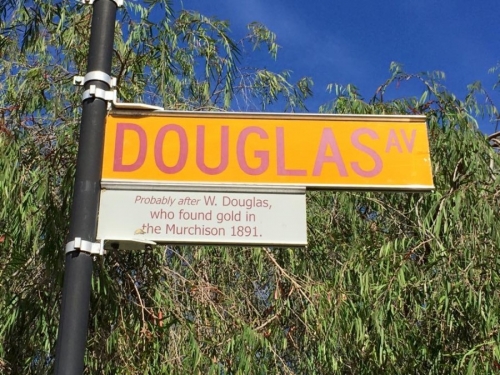 DOUGLAS AV
Probably after W. Douglas,
who found gold in
the Murchison 1891.